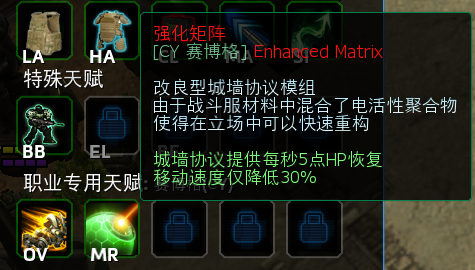 强化矩阵
[CY 赛博格] Enhanced Matrix
改良型城墙协议模组
由于战斗服材料中混合了电活性聚合物
使得在立场中可以快速重构
城墙协议提供每秒5点HP恢复
移动速度仅降低30%
LA HA
特殊天赋
BB EL
职业专用天赋: 赛博格(CY)
OV MR